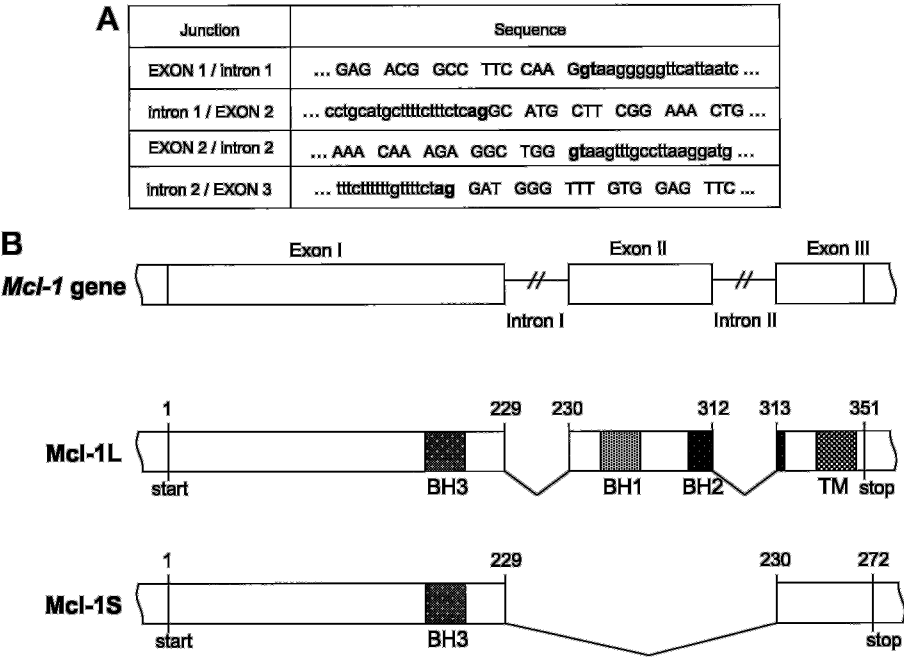 A
Junction Sequence
EXON 1 / intron 1 ... GAG ACG GCC TTC CAA Ggtaagggggttcattaatc ...
intron 1 / EXON 2 ... cctgcatgcttttctttctcagGC ATG CTT CGG AAA CTG ...
EXON 2 / intron 2 ... AAA CAA AGA GGC TGG gtaagtttgccttaaggatg ...
intron 2 / EXON 3 ... tttcttttttgttttctag GAT GGG TTT GTG GAG TTC ...
B
Exon I Exon II Exon III
Mcl-1 gene
Intron I Intron II
1 229 230 312 313 351
Mcl-1L
start BH3 BH1 BH2 TM stop
1 229 230 272
Mcl-1S
start BH3 stop